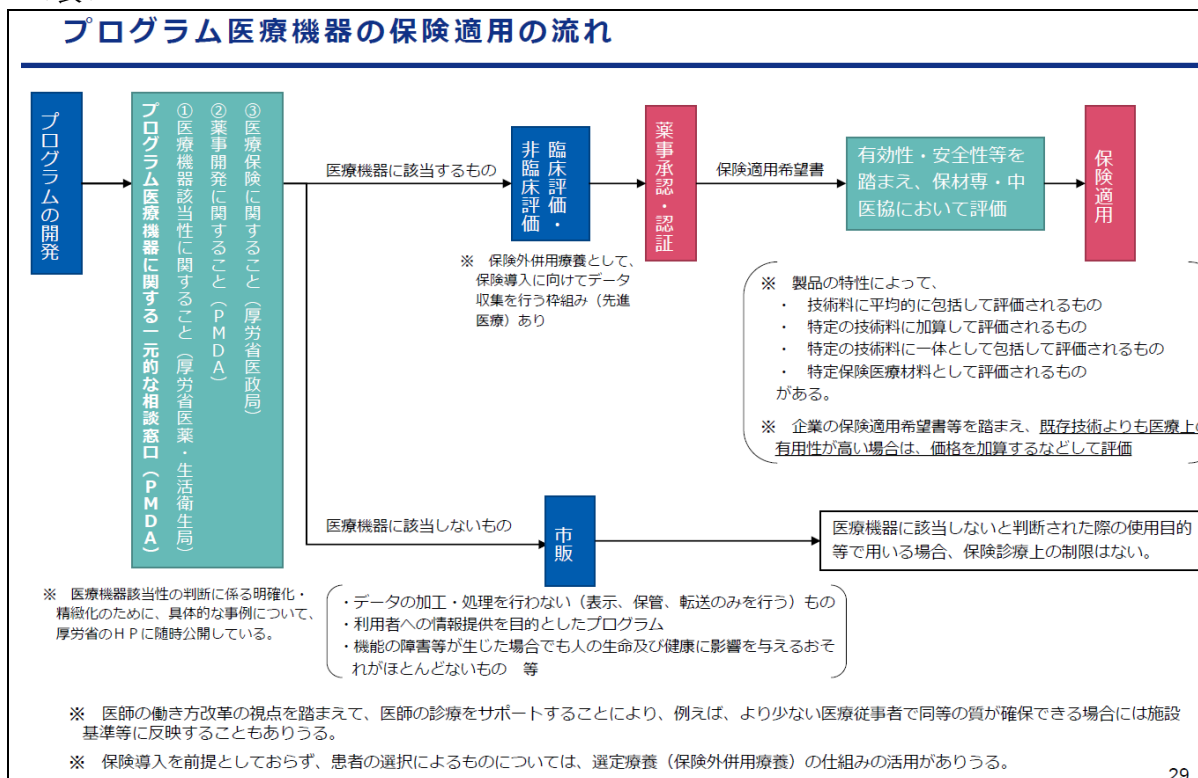 プログラム医療機器の保険適用の流れ
プログラムの開発
プログラム医療機器に関する一元的な相談窓口（ＰＭＤＡ）
①医療機器該当性に関すること（厚労省医薬・生活衛生局）
②薬事開発に関すること（ＰＭＤＡ）
③医療保険に関すること（厚労省医政局）
医療機器に該当するもの
臨床評価・
非臨床評価
薬事承認・認証
保険適用希望書
有効性・安全性等を
踏まえ、保材専・中
医協において評価
保険適用
※　保険外併用療養として、
保険導入に向けてデータ
収集を行う枠組み（先進
医療）あり
※　製品の特性によって、
・　技術料に平均的に包括して評価されるもの
・　特定の技術料に加算して評価されるもの
・　特定の技術料に一体として包括して評価されるもの
・　特定保険医療材料として評価されるもの
がある。
※　企業の保険適用希望書等を踏まえ、既存技術よりも医療上の
有用性が高い場合は、価格を加算するなどして評価
医療機器に該当しないもの
市販
医療機器に該当しないと判断された際の使用目的
等で用いる場合、保険診療上の制限はない。
※　医療機器該当性の判断に係る明確化・
精緻化のために、具体的な事例について、
厚労省のＨＰに随時公開している。
・データの加工・処理を行わない（表示、保管、転送のみを行う）もの
・利用者への情報提供を目的としたプログラム
・機能の障害等が生じた場合でも人の生命及び健康に影響を与えるおそ
れがほとんどないもの　等
※　医師の働き方改革の視点を踏まえて、医師の診療をサポートすることにより、例えば、より少ない医療従事者で同等の質が確保できる場合には施設
基準等に反映することもありうる。
※　保険導入を前提としておらず、患者の選択によるものについては、選定療養（保険外併用療養）の仕組みの活用がありうる。
29